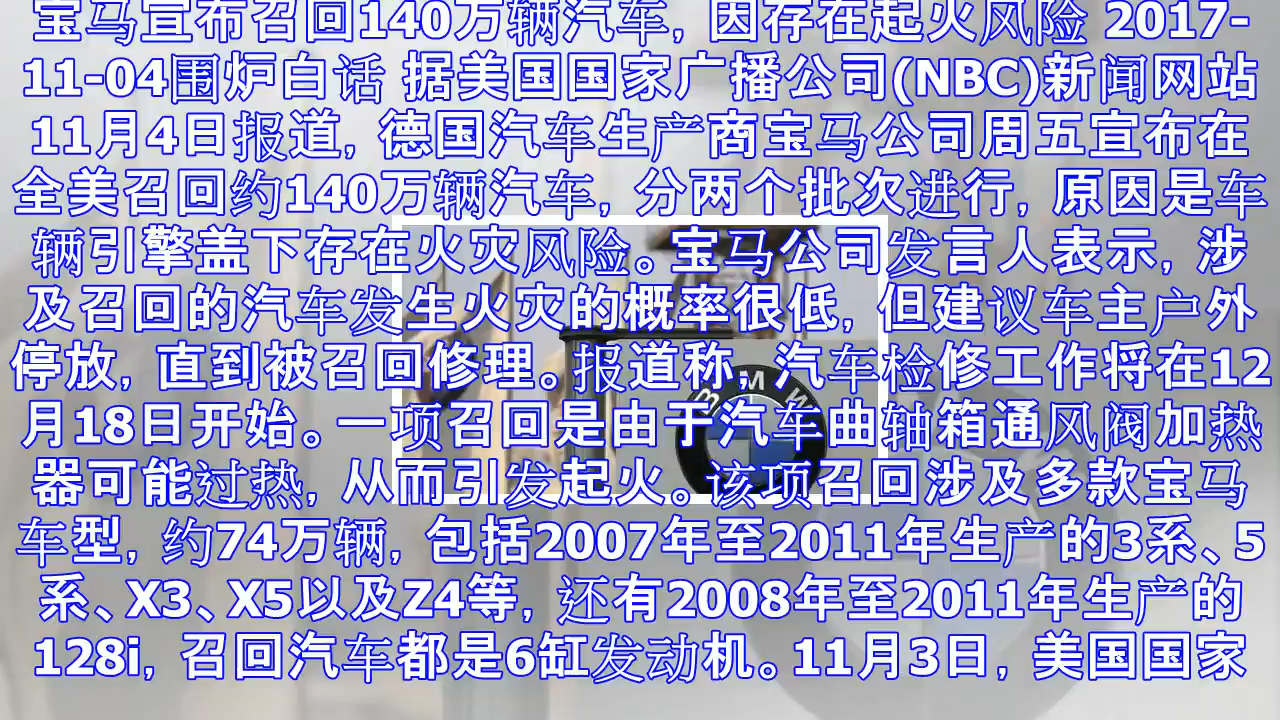 宝马宣布召回140万辆汽车, 因存在起火风险 2017-
11-04围炉白话 据美国国家广播公司(NBC)新闻网站
11月4日报道, 德国汽车生产商宝马公司周五宣布在
全美召回约140万辆汽车, 分两个批次进行, 原因是车
辆引擎盖下存在火灾风险。宝马公司发言人表示, 涉
及召回的汽车发生火灾的概率很低, 但建议车主户外
停放, 直到被召回修理。报道称, 汽车检修工作将在12
月18日开始。一项召回是由于汽车曲轴箱通风阀加热
器可能过热, 从而引发起火。该项召回涉及多款宝马
车型, 约74万辆, 包括2007年至2011年生产的3系、5
系、X3、X5以及Z4等, 还有2008年至2011年生产的
128i, 召回汽车都是6缸发动机。11月3日, 美国国家
BMW